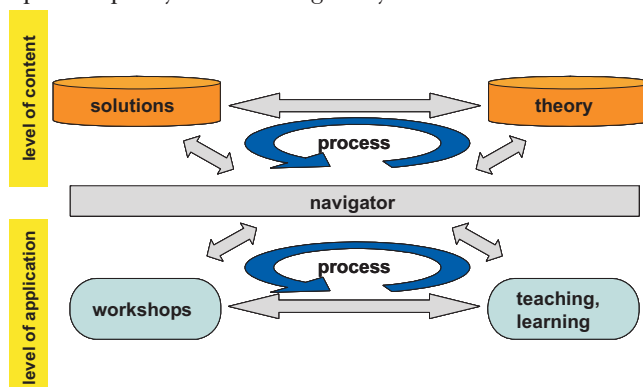 level of content
solutions
theory
process
navigator
level of application
process
workshops
teaching,
learning